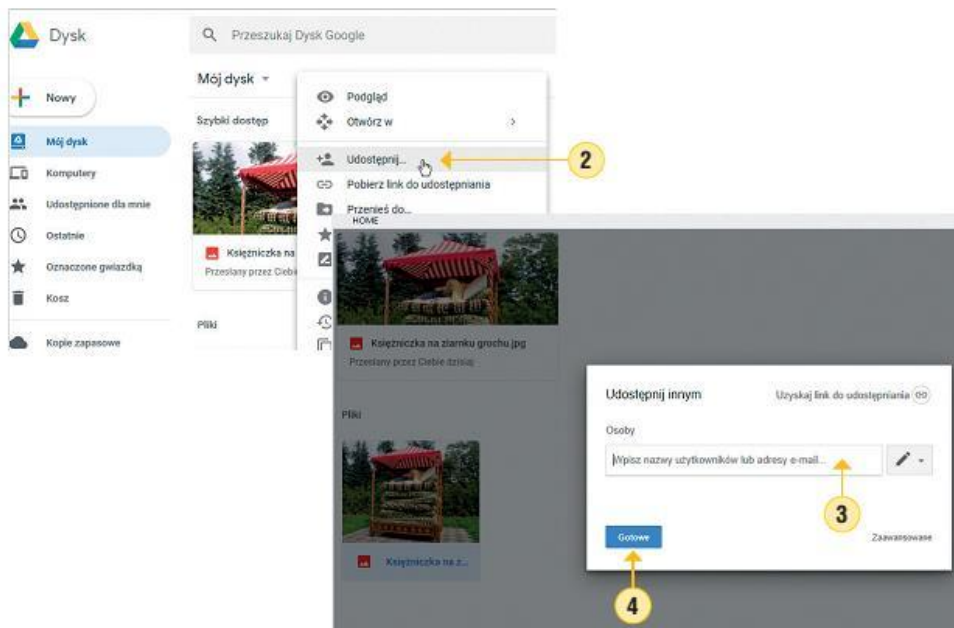 Dysk
Przeszukaj Dysk Google
Nowy
Mój dysk
Komputery
Udostępnione dla mnie
Ostatnie
Oznaczone gwiazdką
Kosz
Kopie zapasowe
Mój dysk
Szybki dostęp
Księżniczka na
Przesłany przez Ciebie
Pliki
Podgląd
Otwórz w
Udostępnij...
Pobierz link do udostępniania
Przenieś do...
2
HOME
Księżniczka na ziarnku grochu.jpg
Przesłany przez Ciebie dzisiaj
Pliki
Księżniczka na z...
Udostępnij innym
Uzyskaj link do udostępniania
Osoby
Wpisz nazwy użytkowników lub adresy e-mail...
3
Gotowe
Zaawansowane
4